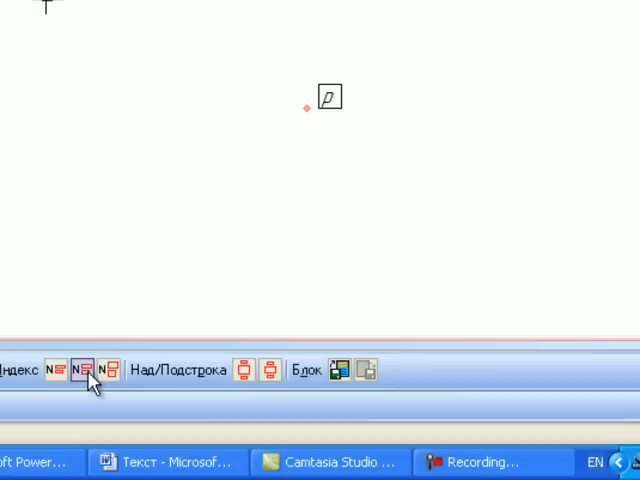 p
ндекс N N N Над/Подстрока Блок
oft Power... Текст - Microsof... Camtasia Studio ... Recording... EN